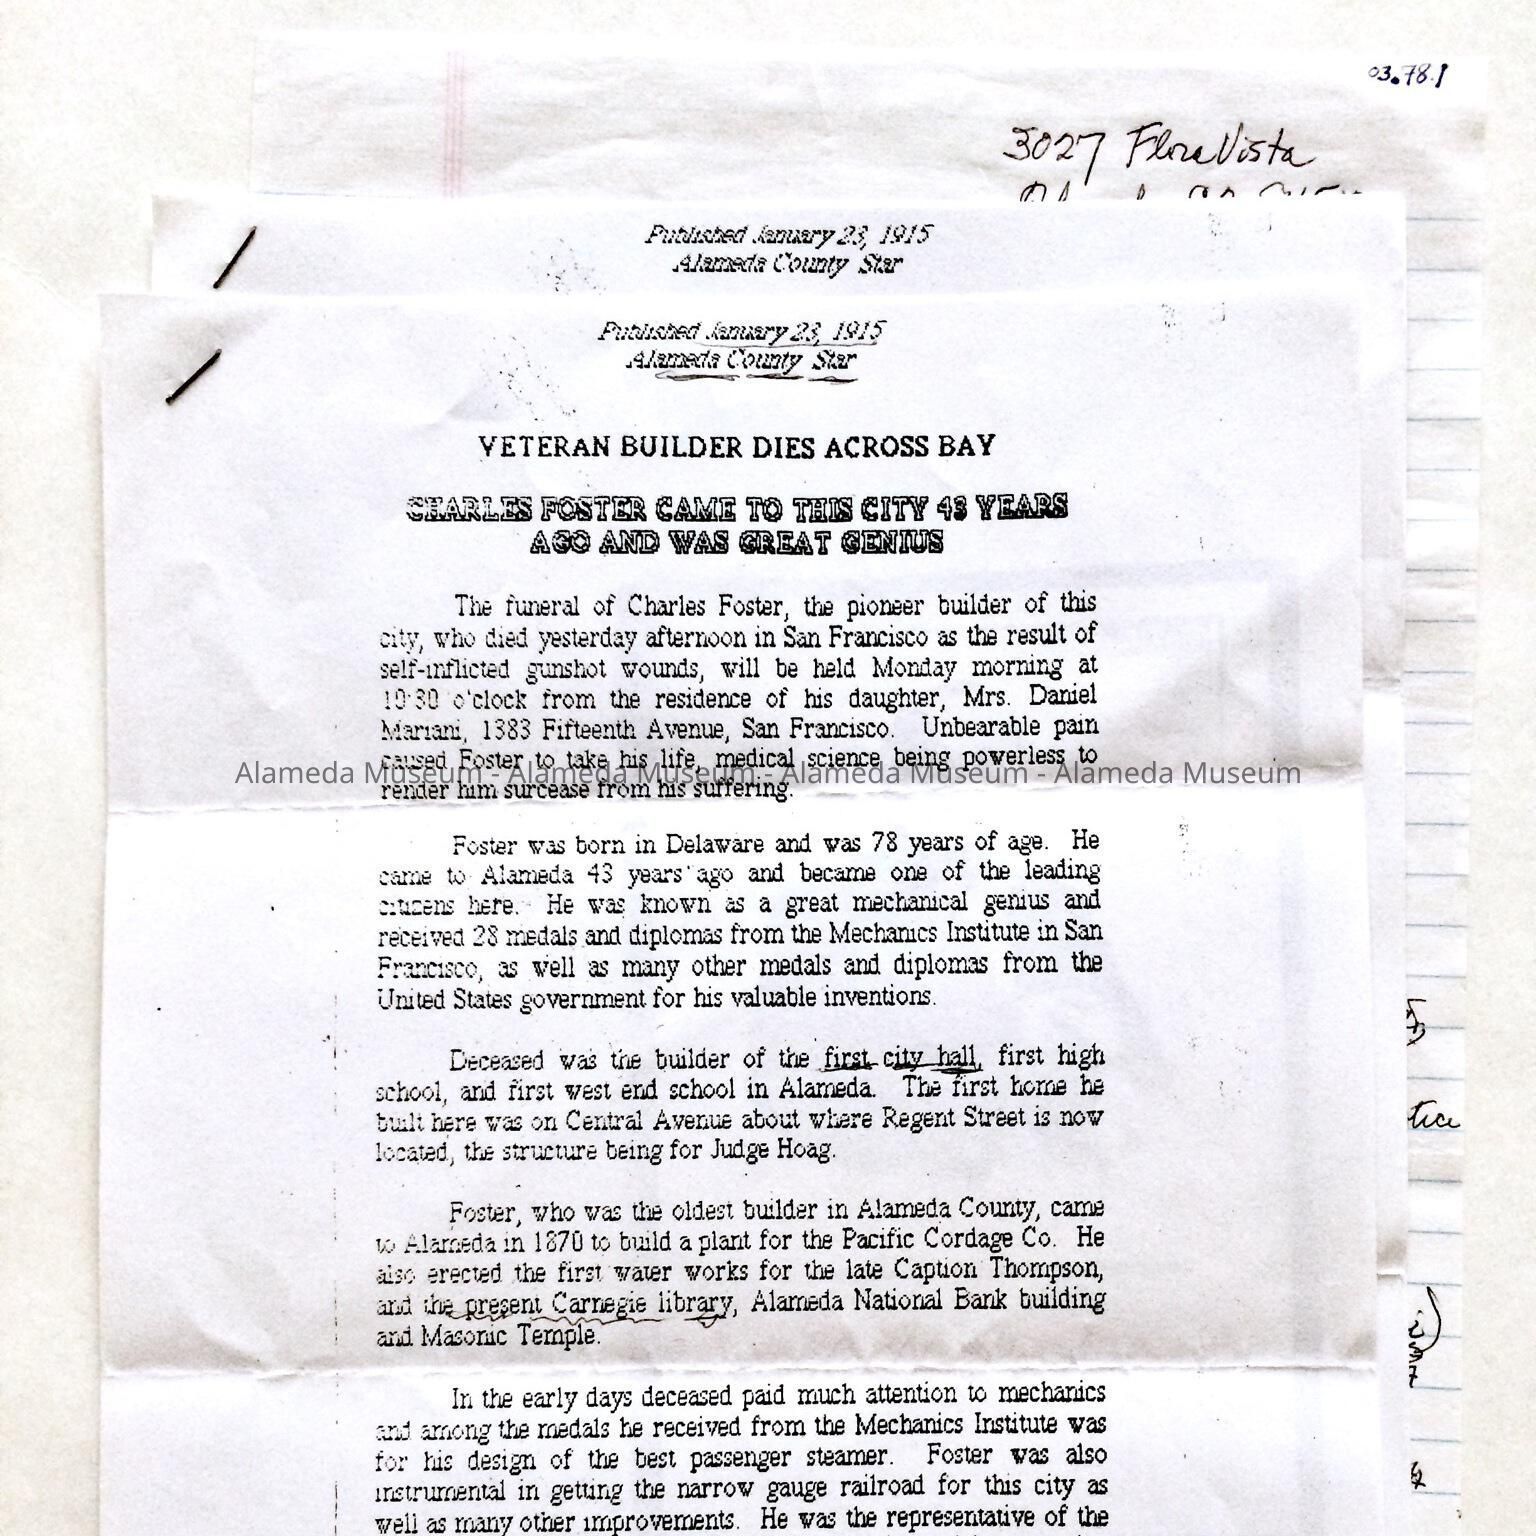 03.78.1
3027 Flora Vista
Published January 23, 1915
Alameda County Star
Published January 23, 1915
Alameda County Star
VETERAN BUILDER DIES ACROSS BAY
CHARLES FOSTER CAME TO THIS CITY 43 YEARS
AGO AND WAS GREAT GENIUS
The funeral of Charles Foster, the pioneer builder of this
city, who died yesterday afternoon in San Francisco as the result of
self-inflicted gunshot wounds, will be held Monday morning at
10:30 o'clock from the residence of his daughter, Mrs. Daniel
Mariani, 1383 Fifteenth Avenue, San Francisco. Unbearable pain
caused Foster to take his life, medical science being powerless to
Alameda Museum - Alameda Museum - Alameda Museum - Alameda Museum
render him surcease from his suffering.
Foster was born in Delaware and was 78 years of age. He
came to Alameda 43 years ago and became one of the leading
citizens here. He was known as a great mechanical genius and
received 28 medals and diplomas from the Mechanics Institute in San
Francisco, as well as many other medals and diplomas from the
United States government for his valuable inventions.
Deceased was the builder of the first city hall, first high
school, and first west end school in Alameda. The first home he
built here was on Central Avenue about where Regent Street is now
located, the structure being for Judge Hoag.
Foster, who was the oldest builder in Alameda County, came
to Alameda in 1870 to build a plant for the Pacific Cordage Co. He
also erected the first water works for the late Caption Thompson,
and the present Carnegie library, Alameda National Bank building
and Masonic Temple.
In the early days deceased paid much attention to mechanics
and among the medals he received from the Mechanics Institute was
for his design of the best passenger steamer. Foster was also
instrumental in getting the narrow gauge railroad for this city as
well as many other improvements. He was the representative of the
tice